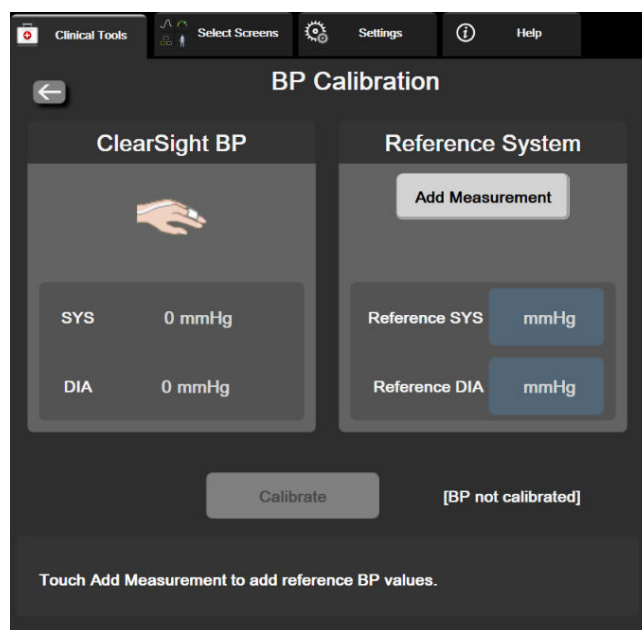 Clinical Tools
Select Screens
Settings
Help
BP Calibration
ClearSight BP
Reference System
Add Measurement
SYS 0 mmHg
Reference SYS mmHg
DIA 0 mmHg
Reference DIA mmHg
Calibrate
[BP not calibrated]
Touch Add Measurement to add reference BP values.